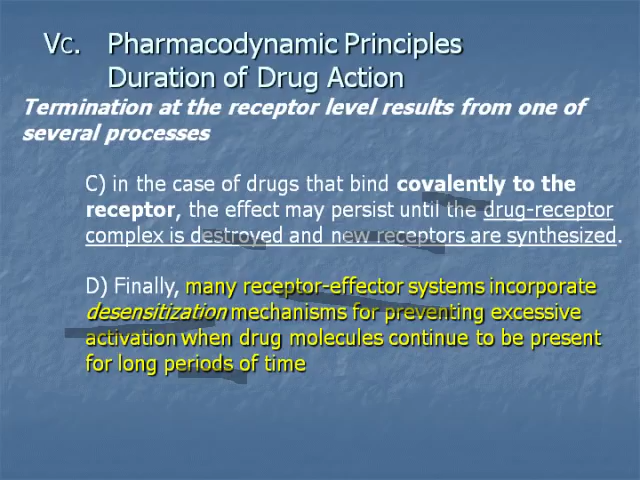 Vc. Pharmacodynamic Principles
Duration of Drug Action
Termination at the receptor level results from one of
several processes
C) in the case of drugs that bind covalently to the
receptor, the effect may persist until the drug-receptor
complex is destroyed and new receptors are synthesized.
D) Finally, many receptor-effector systems incorporate
desensitization mechanisms for preventing excessive
activation when drug molecules continue to be present
for long periods of time